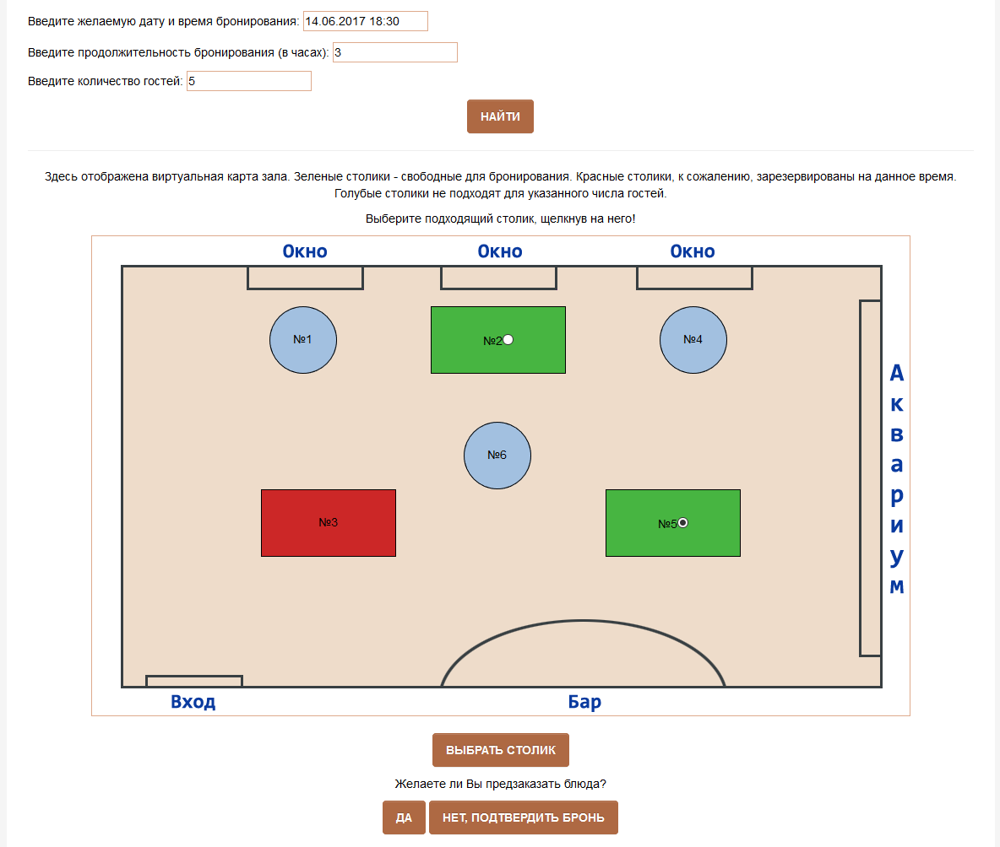 Введите желаемую дату и время бронирования: 14.06.2017 18:30
Введите продолжительность бронирования (в часах): 3
Введите количество гостей: 5
НАЙТИ
Здесь отображена виртуальная карта зала. Зеленые столики - свободные для бронирования. Красные столики, к сожалению, зарезервированы на данное время.
Голубые столики не подходят для указанного числа гостей.
Выберите подходящий столик, щелкнув на него!
Окно Окно Окно
№1 №2 №4
Аквариум
№6
№3 №5
Вход Бар
ВЫБРАТЬ СТОЛИК
Желаете ли Вы предзаказать блюда?
ДА НЕТ, ПОДТВЕРДИТЬ БРОНЬ